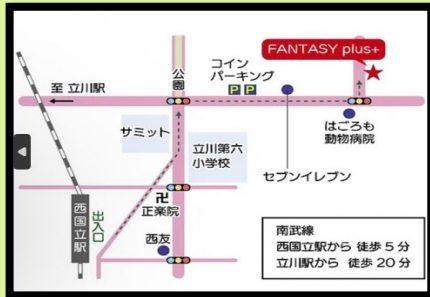 FANTASY plus+
公園
コイン
パーキング
P P
至 立川駅
はごろも
動物病院
サミット
立川第六
小学校
セブンイレブン
卍
正楽院
西国立駅
出入口
西友
南武線
西国立駅から 徒歩5分
立川駅から 徒歩20分